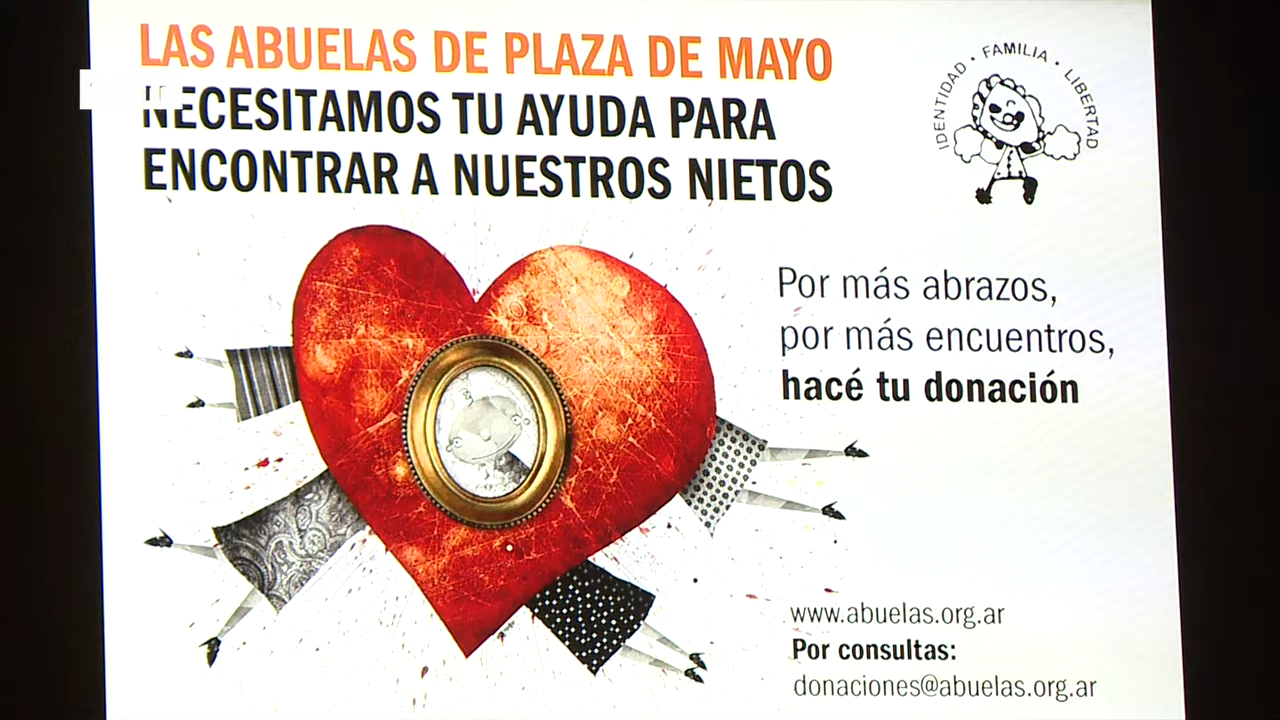 LAS ABUELAS DE PLAZA DE MAYO
NECESITAMOS TU AYUDA PARA
ENCONTRAR A NUESTROS NIETOS
IDENTIDAD • FAMILIA • LIBERTAD
Por más abrazos,
por más encuentros,
hacé tu donación
www.abuelas.org.ar
Por consultas:
donaciones@abuelas.org.ar